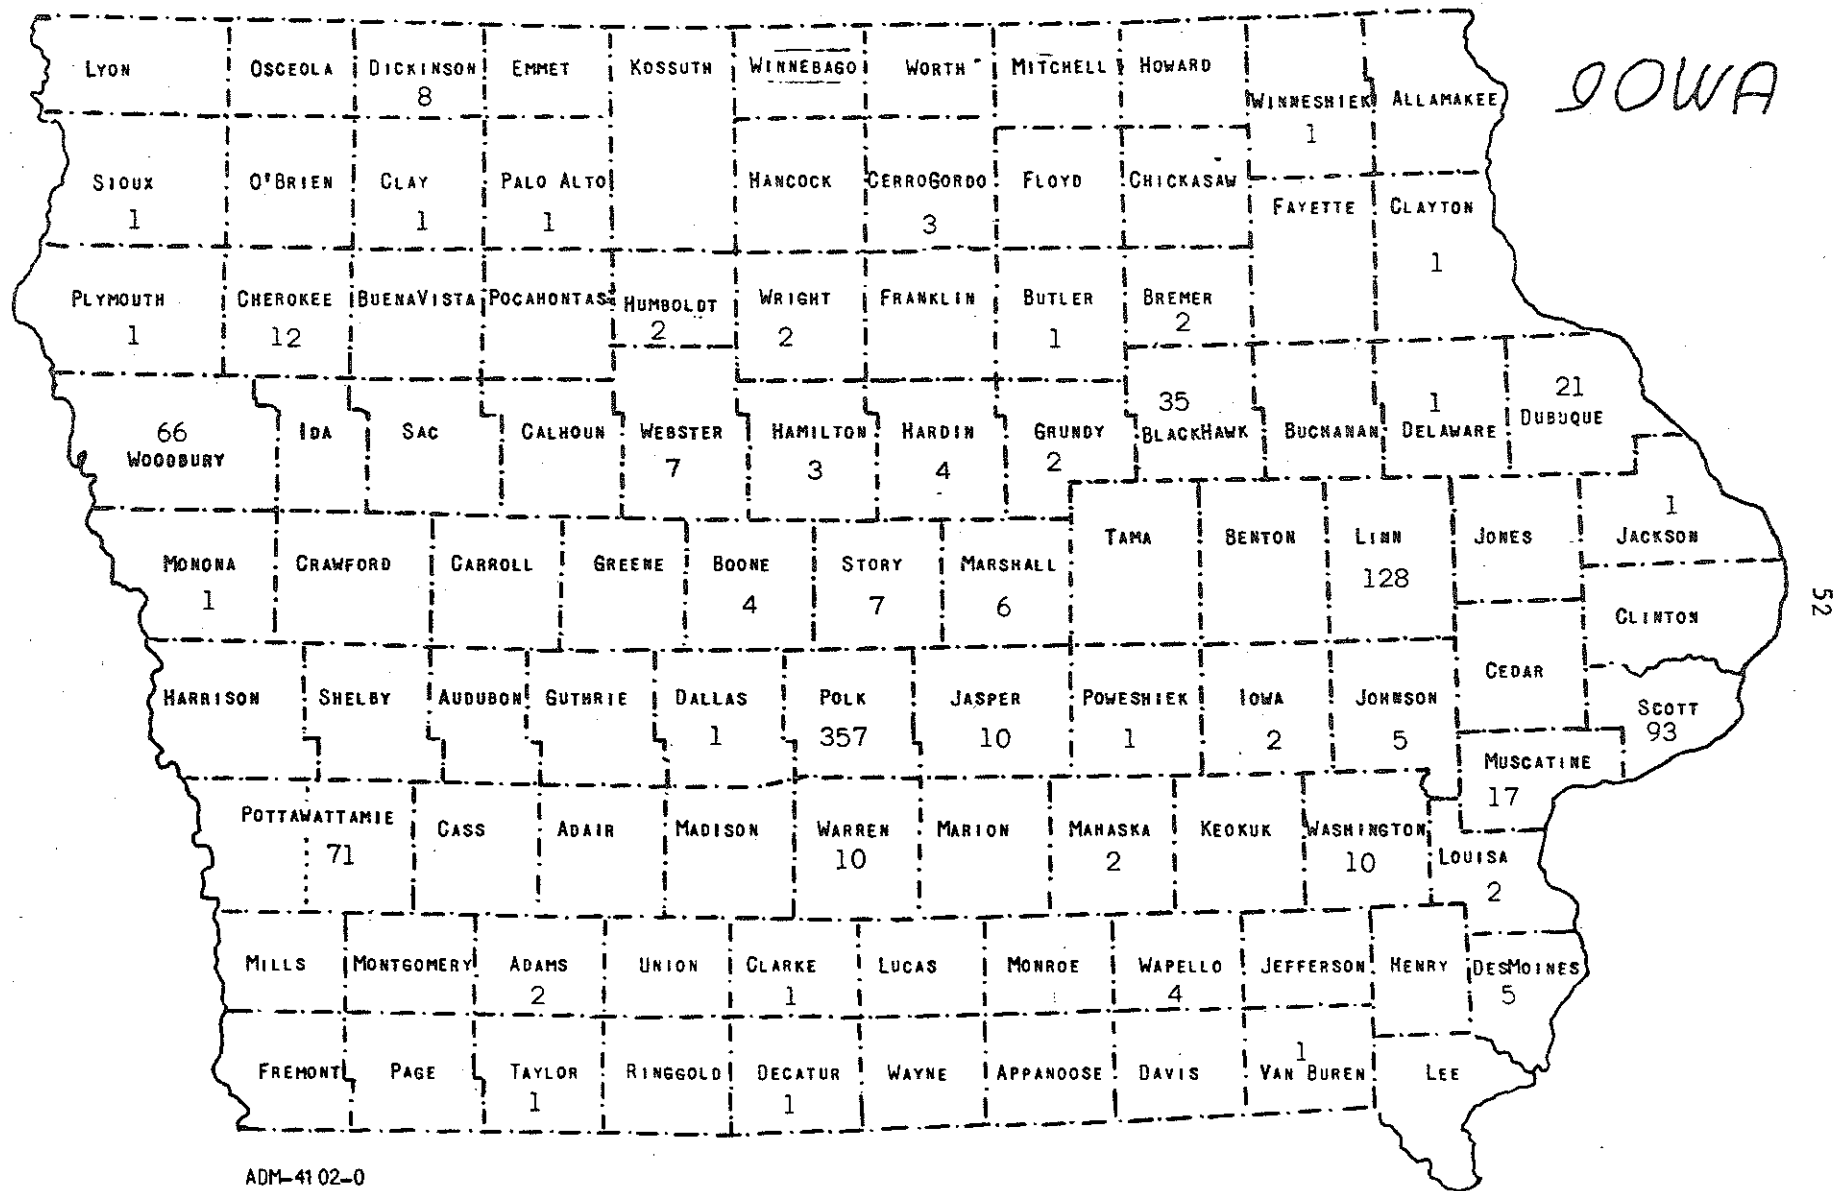 IOWA
LYON OSCEOLA DICKINSON EMMET KOSSUTH WINNEBAGO WORTH MITCHELL HOWARD
8
WINNESHIEK ALLAMAKEE
1
SIOUX O'BRIEN CLAY PALO ALTO HANCOCK CERRO GORDO FLOYD CHICKASAW
1 1 1 3
FAYETTE CLAYTON
1
PLYMOUTH CHEROKEE BUENA VISTA POCAHONTAS HUMBOLDT WRIGHT FRANKLIN BUTLER BREMER
1 12 2 2 1 2
66 35 1 21
WOODBURY IDA SAC CALHOUN WEBSTER HAMILTON HARDIN GRUNDY BLACKHAWK BUCHANAN DELAWARE DUBUQUE
7 3 4 2
1
MONONA CRAWFORD CARROLL GREENE BOONE STORY MARSHALL TAMA BENTON LINN JONES JACKSON
1 4 7 6 128
52
CLINTON
HARRISON SHELBY AUDUBON GUTHRIE DALLAS POLK JASPER POWESHIEK IOWA JOHNSON CEDAR SCOTT
1 357 10 1 2 5 93
MUSCATINE
17
POTTAWATTAMIE CASS ADAIR MADISON WARREN MARION MAHASKA KEOKUK WASHINGTON LOUISA
71 10 2 10 2
MILLS MONTGOMERY ADAMS UNION CLARKE LUCAS MONROE WAPELLO JEFFERSON HENRY DESMOINES
2 1 4 5
1
FREMONT PAGE TAYLOR RINGGOLD DECATUR WAYNE APPANOOSE DAVIS VAN BUREN LEE
1 1
ADM-4102-0